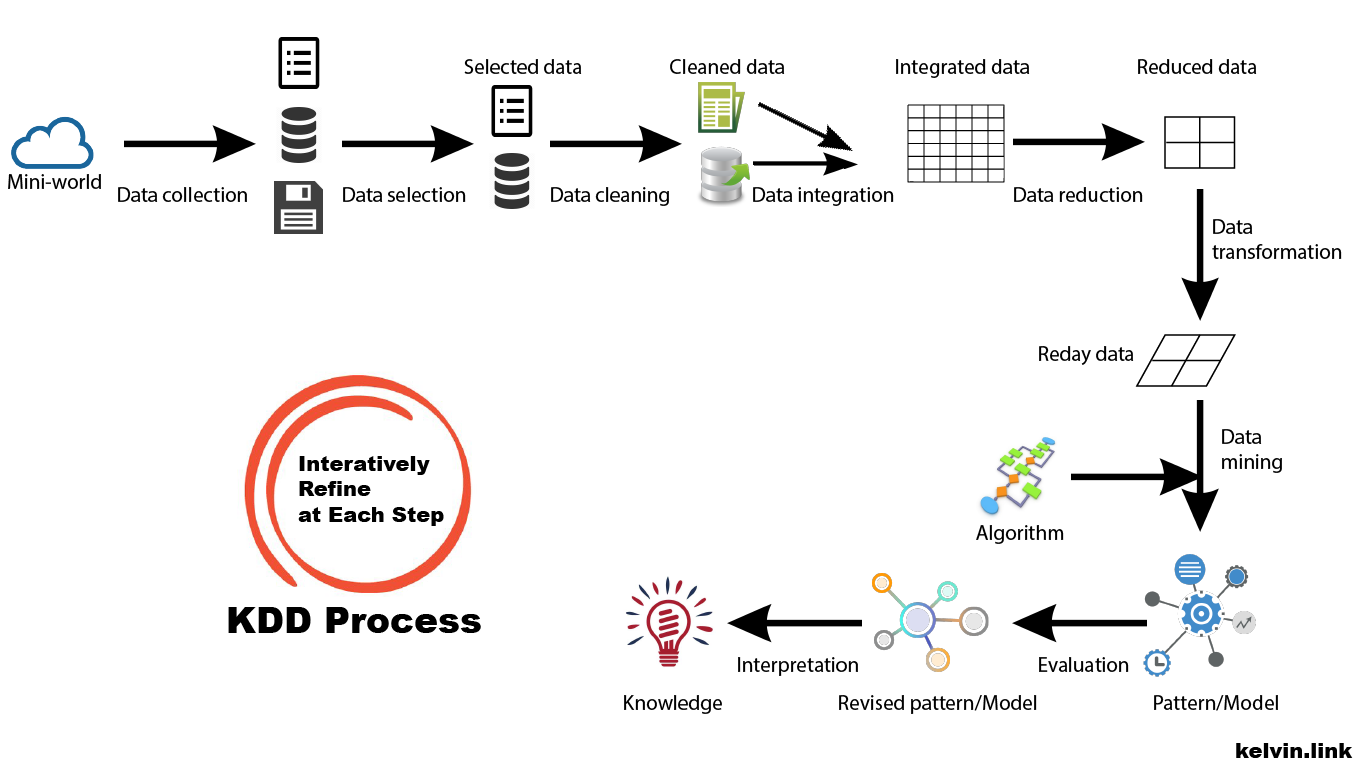 Selected data
Cleaned data
Integrated data
Reduced data
Mini-world
Data collection
Data selection
Data cleaning
Data integration
Data reduction
Data
transformation
Reday data
Data
mining
Algorithm
Interatively
Refine
at Each Step
KDD Process
Interpretation
Evaluation
Knowledge
Revised pattern/Model
Pattern/Model
kelvin.link